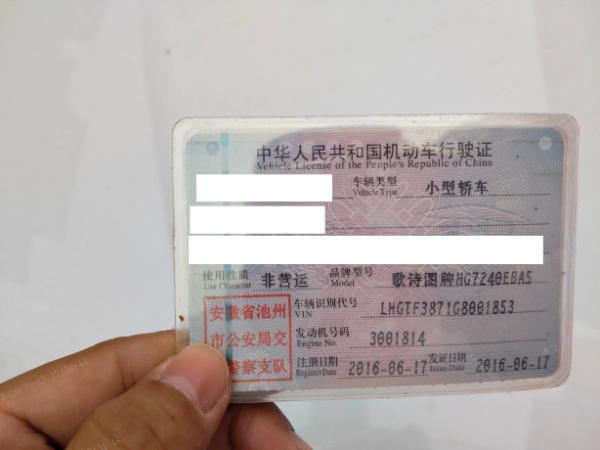 中华人民共和国机动车行驶证
Vehicle License of the People's Republic of China
车辆类型 小型轿车
Vehicle Type
使用性质 非营运 品牌型号 歌诗图牌HG7240EBA5
Use Character Model
安徽省池州 车辆识别代号 LHGTF3871G8001853
VIN
市公安局交 发动机号码 3001814
Engine No.
警察支队 注册日期 2016-06-17 发证日期 2016-06-17
Register Date Issue Date